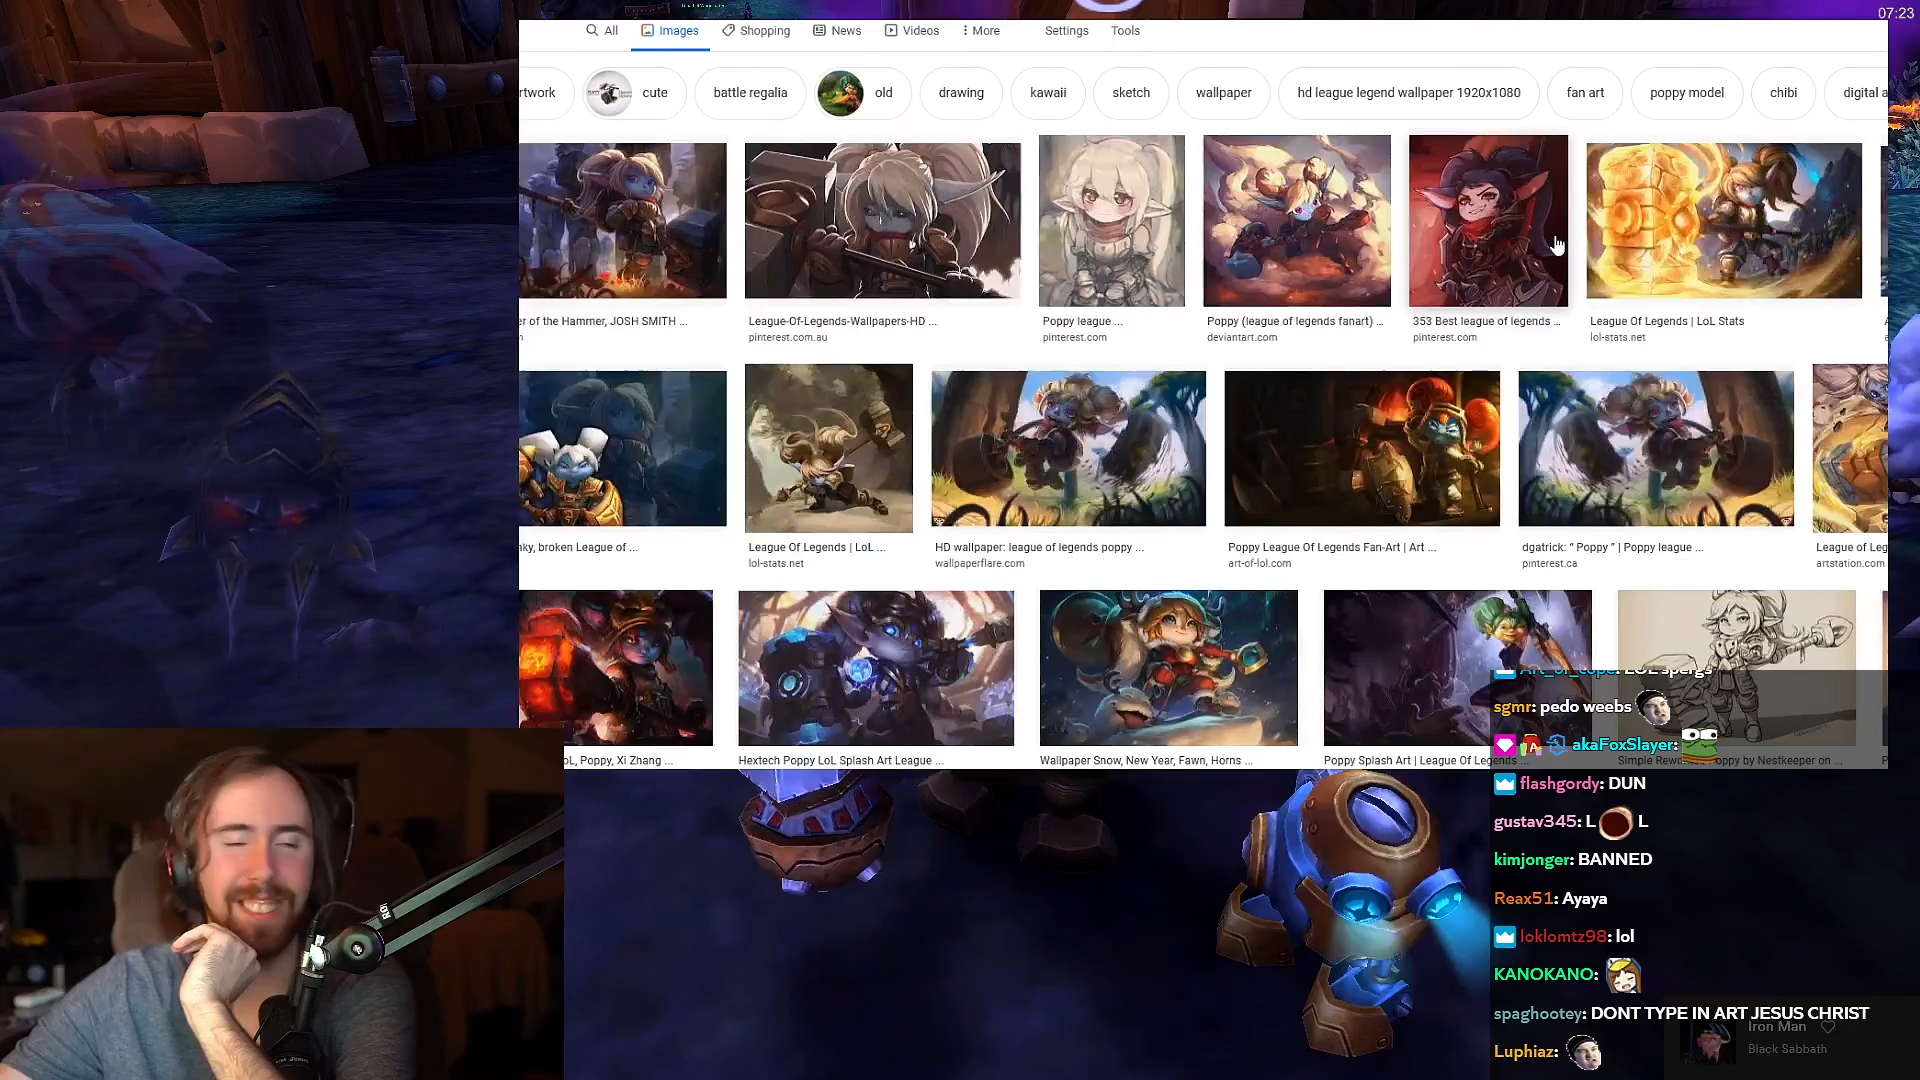 07:23
All
Images
Shopping
News
Videos
More
Settings
Tools
rtwork
cute
battle regalia
old
drawing
kawaii
sketch
wallpaper
hd league legend wallpaper 1920x1080
fan art
poppy model
chibi
digital a
er of the Hammer, JOSH SMITH ...
League-Of-Legends-Wallpapers-HD ...
pinterest.com.au
Poppy league ...
pinterest.com
Poppy (league of legends fanart) ...
deviantart.com
353 Best league of legends ...
pinterest.com
League Of Legends | LoL Stats
lol-stats.net
nky, broken League of ...
League Of Legends | LoL ...
lol-stats.net
HD wallpaper: league of legends poppy ...
wallpaperflare.com
Poppy League Of Legends Fan-Art | Art ...
art-of-lol.com
dgatrick: “ Poppy ” | Poppy league ...
pinterest.ca
League of Leg
artstation.com
oL, Poppy, Xi Zhang ...
Hextech Poppy LoL Splash Art League ...
Wallpaper Snow, New Year, Fawn, Horns ...
Poppy Splash Art | League Of Legends ...
Poppy by Nestkeeper on ...
sgmr: pedo weebs
akaFoxSlayer:
flashgordy: DUN
gustav345: L L
kimjonger: BANNED
Reax51: Ayaya
loklomtz98: lol
KANOKANO:
spaghootey: DONT TYPE IN ART JESUS CHRIST
Luphiaz:
Iron Man
Black Sabbath